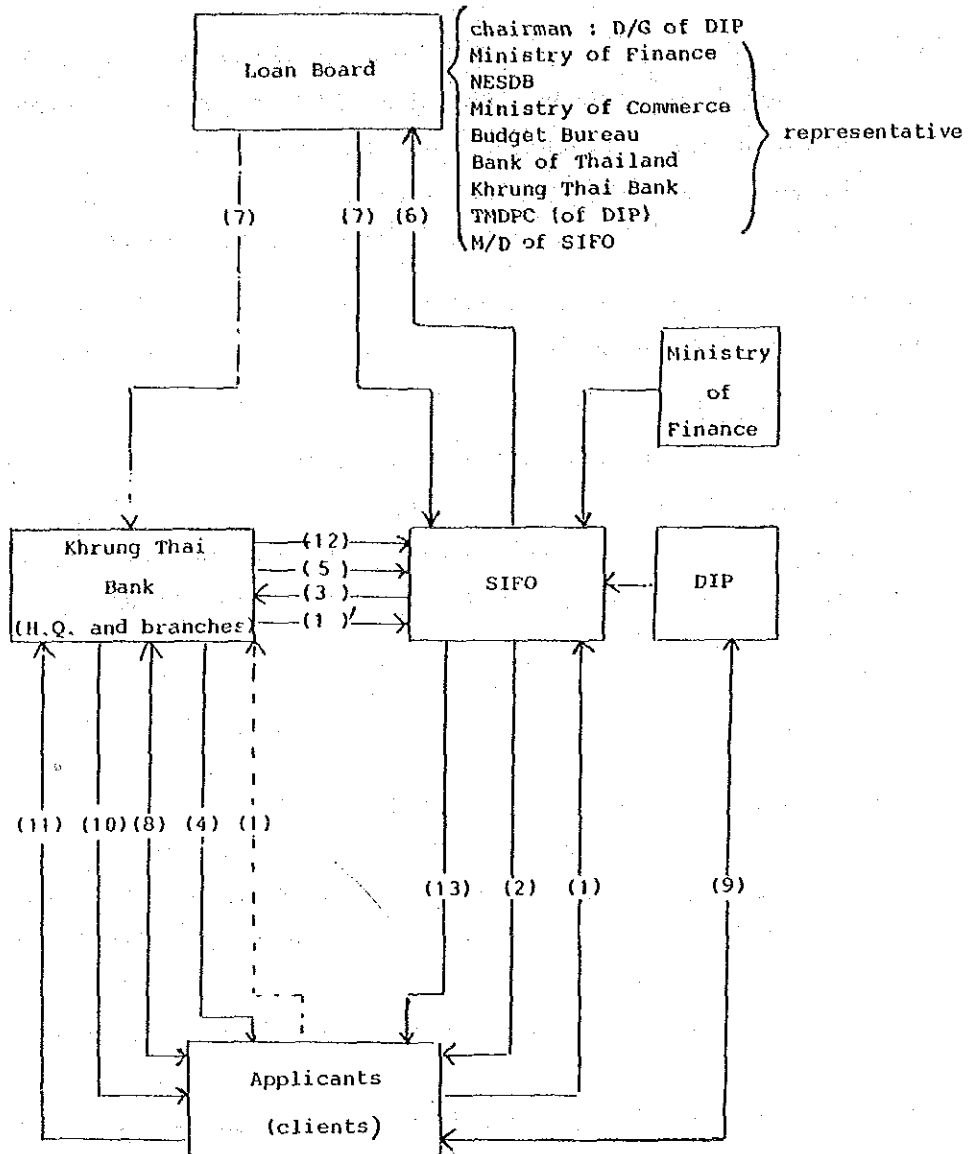 Loan Board
chairman : D/G of DIP
Ministry of Finance
NESDB
Ministry of Commerce
Budget Bureau
Bank of Thailand
Khrung Thai Bank
TMDPC (of DIP)
M/D of SIFO
representative
(7)
(7)
(6)
Ministry
of
Finance
Khrung Thai
Bank
(H.Q. and branches)
(12)
(5)
(3)
(1)'
SIFO
DIP
(11)
(10)
(8)
(4)
(1)
(13)
(2)
(1)
(9)
Applicants
(clients)